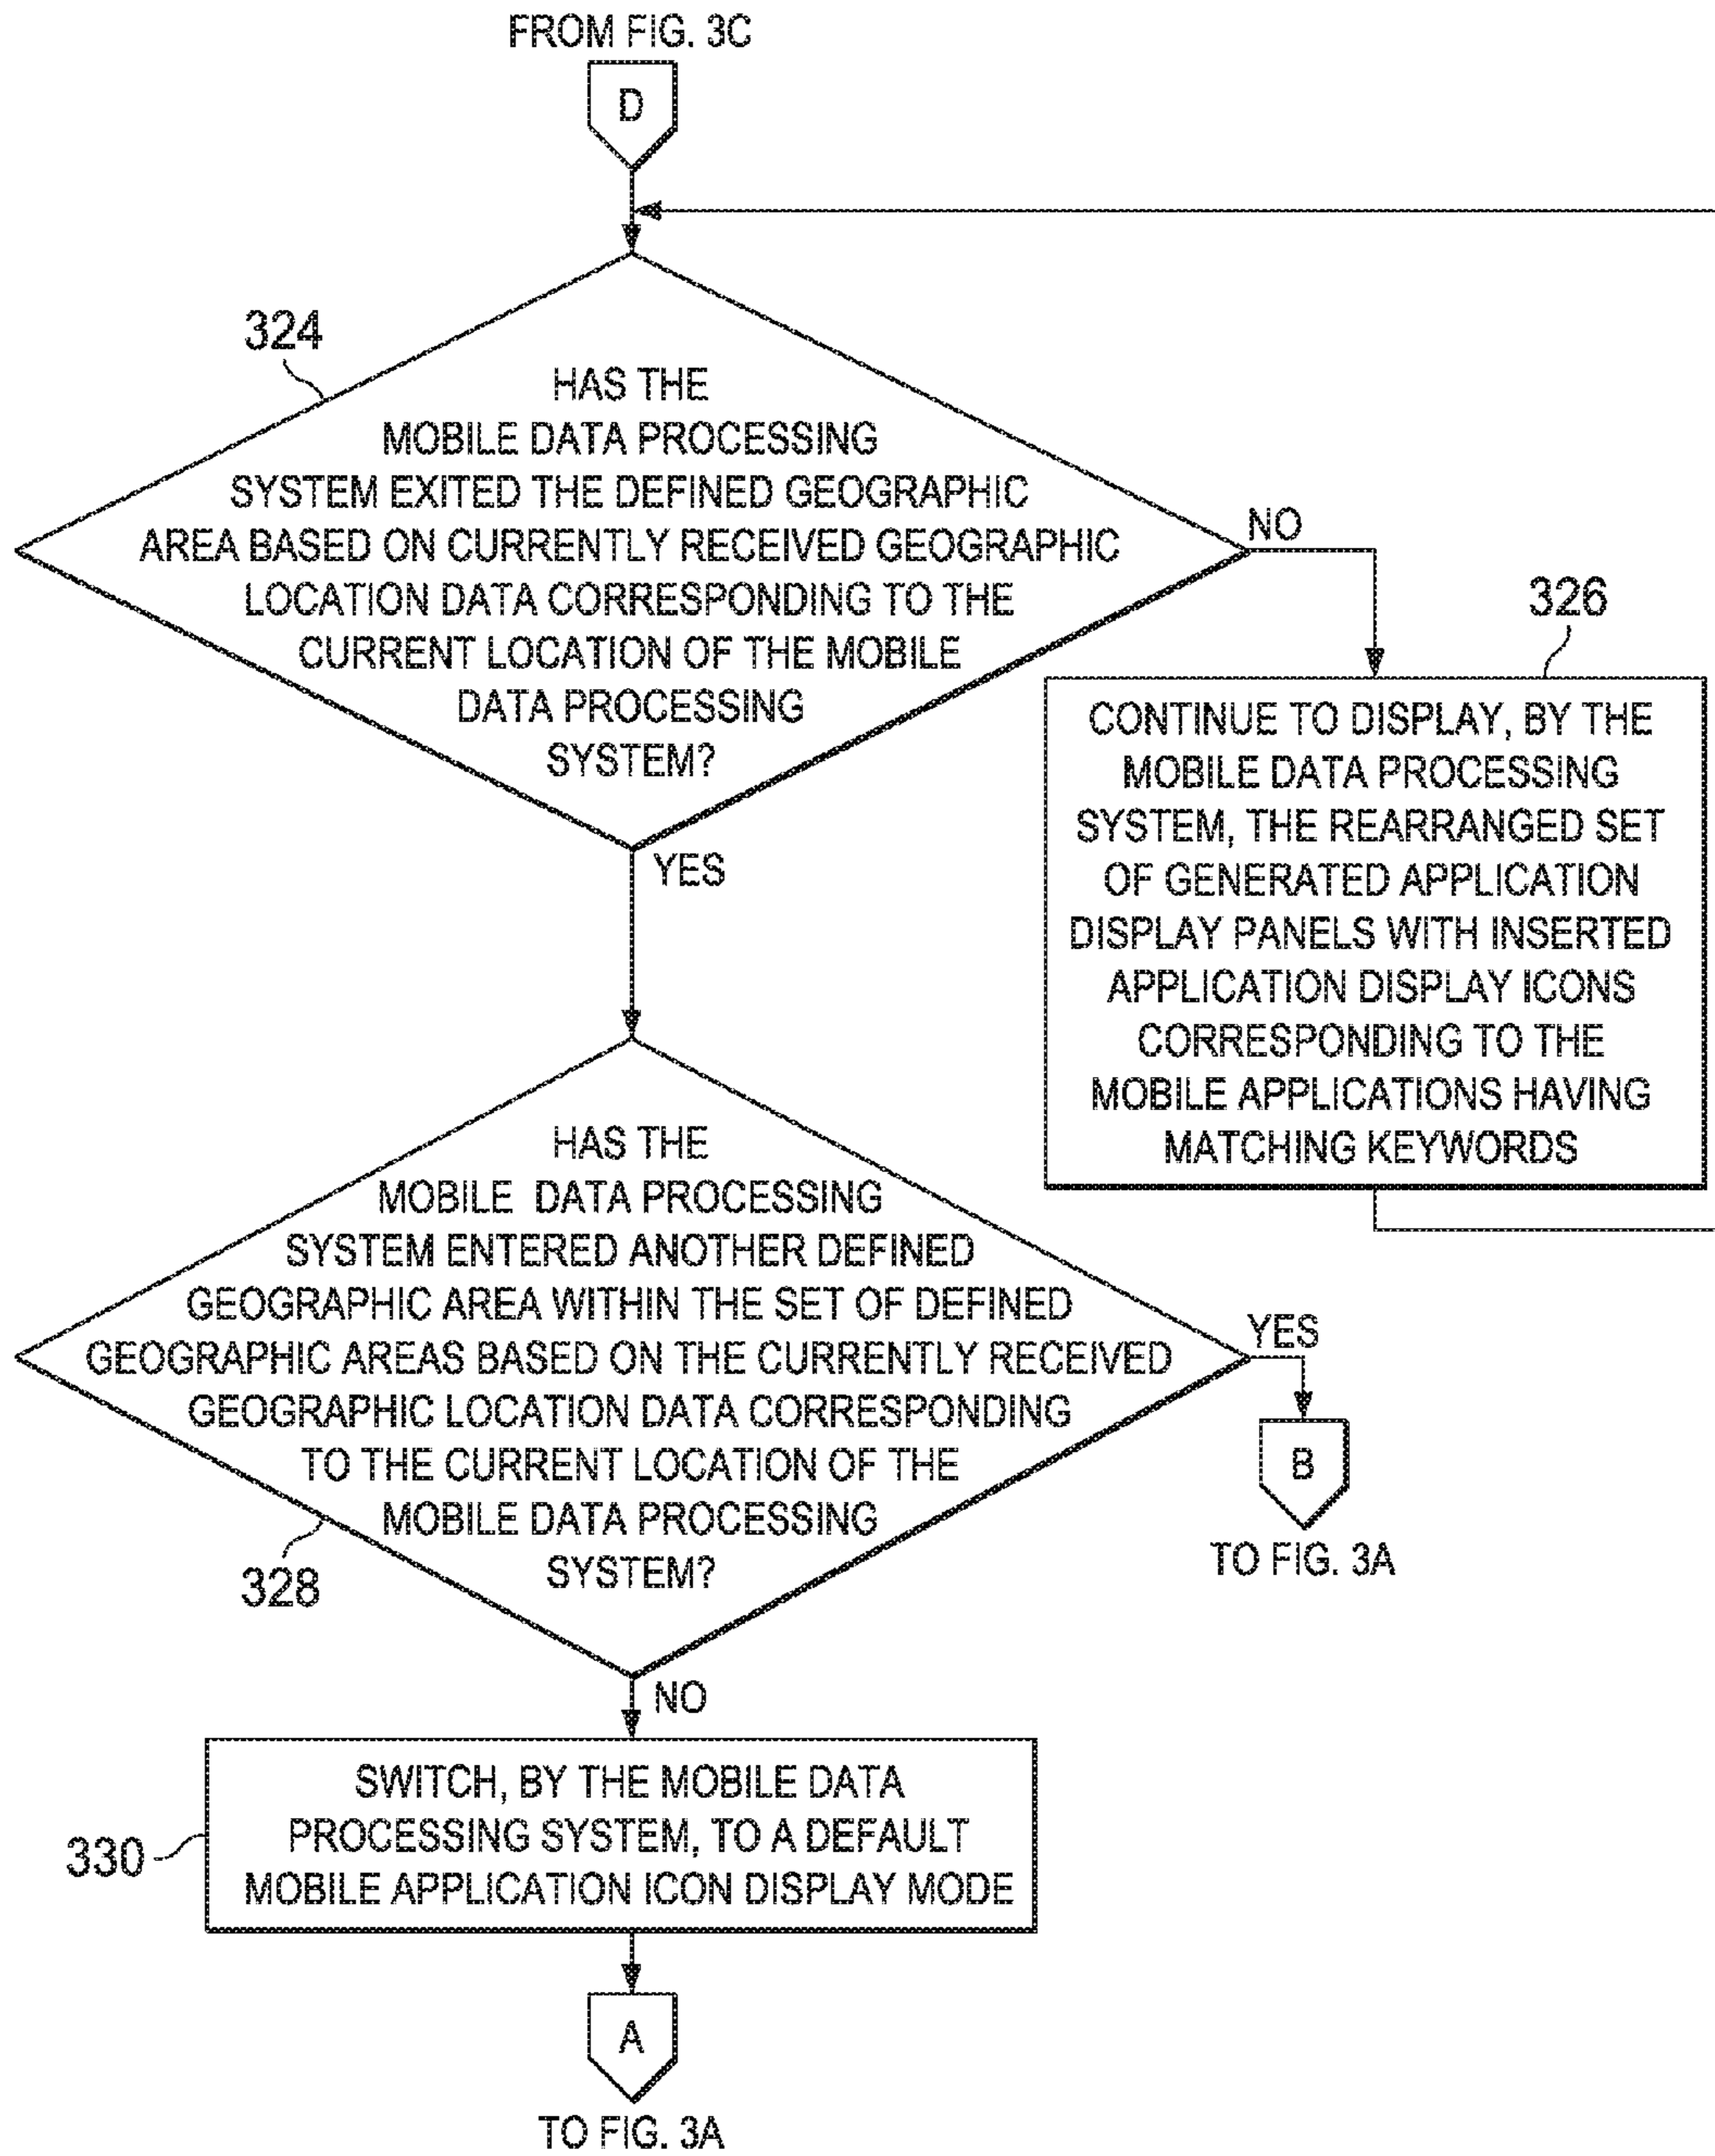 FROM FIG. 3C
D
324
HAS THE
MOBILE DATA PROCESSING
SYSTEM EXITED THE DEFINED GEOGRAPHIC
AREA BASED ON CURRENTLY RECEIVED GEOGRAPHIC
LOCATION DATA CORRESPONDING TO THE
CURRENT LOCATION OF THE MOBILE
DATA PROCESSING
SYSTEM?
NO
YES
326
CONTINUE TO DISPLAY, BY THE
MOBILE DATA PROCESSING
SYSTEM, THE REARRANGED SET
OF GENERATED APPLICATION
DISPLAY PANELS WITH INSERTED
APPLICATION DISPLAY ICONS
CORRESPONDING TO THE
MOBILE APPLICATIONS HAVING
MATCHING KEYWORDS
HAS THE
MOBILE DATA PROCESSING
SYSTEM ENTERED ANOTHER DEFINED
GEOGRAPHIC AREA WITHIN THE SET OF DEFINED
GEOGRAPHIC AREAS BASED ON THE CURRENTLY RECEIVED
GEOGRAPHIC LOCATION DATA CORRESPONDING
TO THE CURRENT LOCATION OF THE
MOBILE DATA PROCESSING
SYSTEM?
328
YES
B
TO FIG. 3A
NO
SWITCH, BY THE MOBILE DATA
PROCESSING SYSTEM, TO A DEFAULT
MOBILE APPLICATION ICON DISPLAY MODE
330
A
TO FIG. 3A